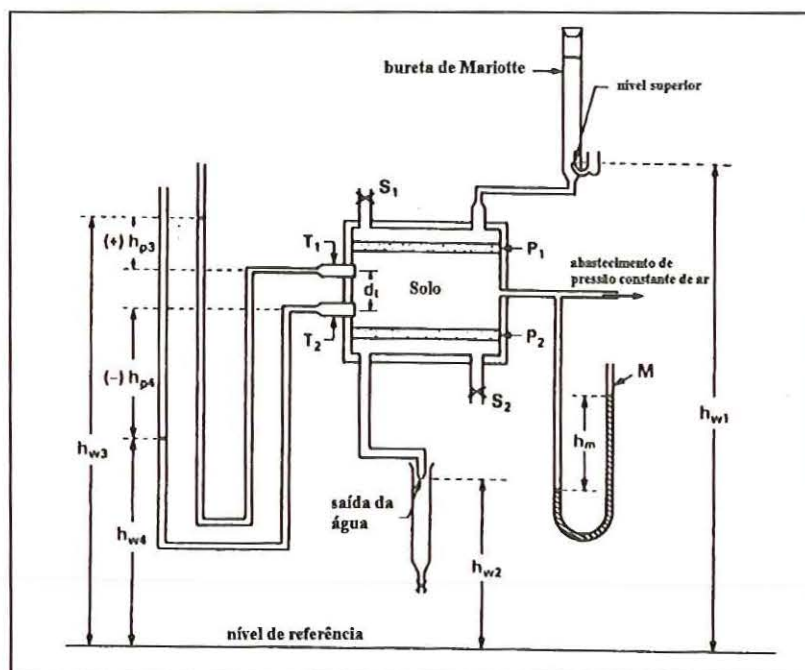 bureta de Mariotte
nível superior
S1
(+) hp3
T1
P1
dt
Solo
abastecimento de
pressão constante de ar
T2
P2
(−) hp4
M
S2
hm
hw1
hw3
saída da
água
hw4
hw2
nível de referência